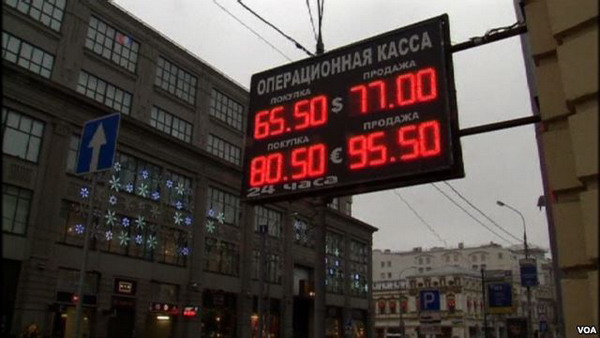 ОПЕРАЦИОННАЯ КАССА
ПОКУПКА ПРОДАЖА
65.50 $ 77.00
ПОКУПКА ПРОДАЖА
80.50 € 95.50
24 часа
P
VOA